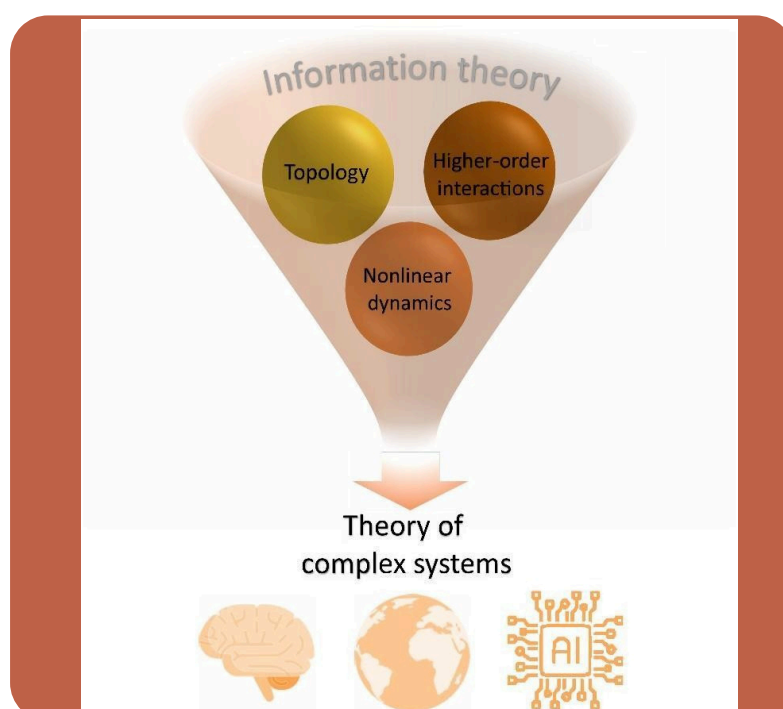 Information theory
Topology
Higher-order
interactions
Nonlinear
dynamics
Theory of
complex systems
AI